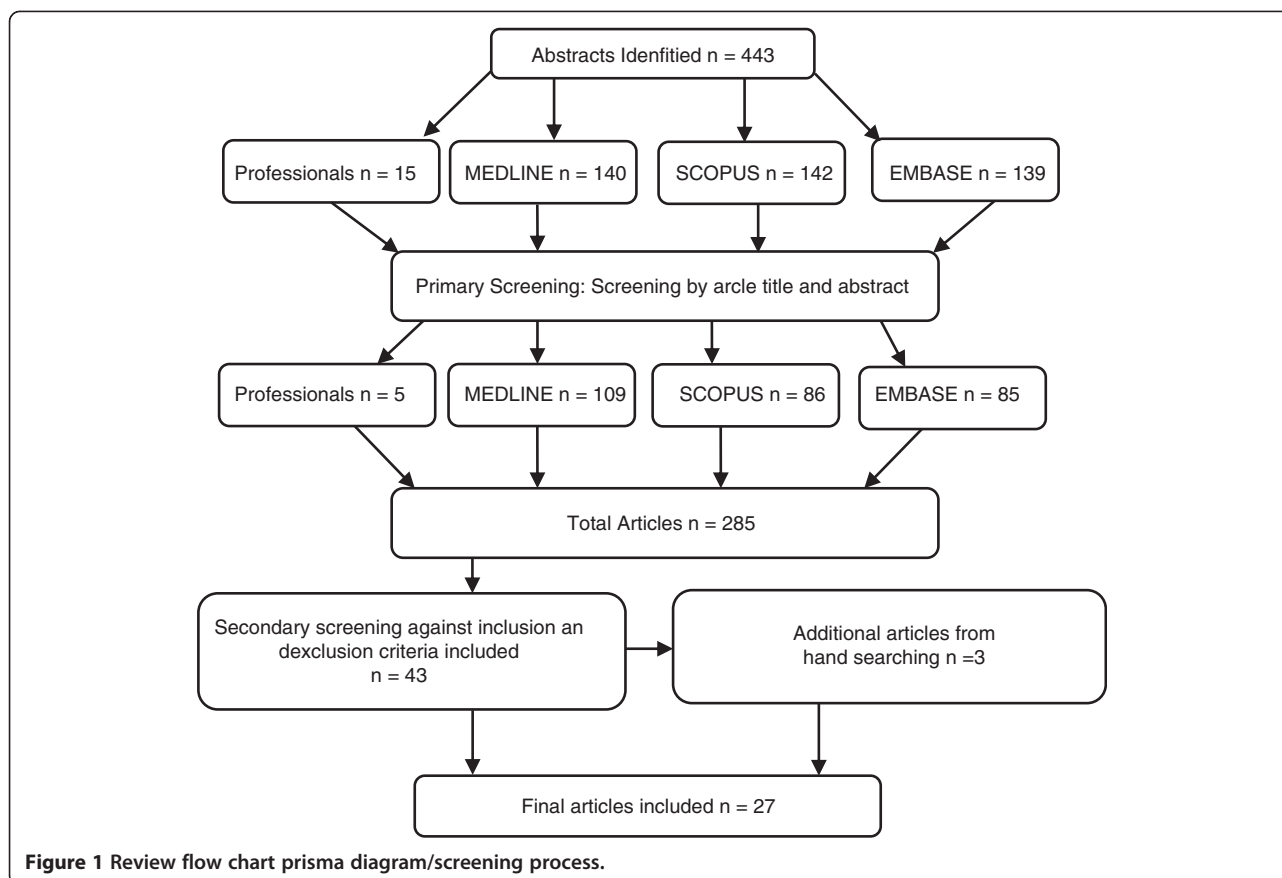 Abstracts Idenfitied n = 443
Professionals n = 15
MEDLINE n = 140
SCOPUS n = 142
EMBASE n = 139
Primary Screening: Screening by arcle title and abstract
Professionals n = 5
MEDLINE n = 109
SCOPUS n = 86
EMBASE n = 85
Total Articles n = 285
Secondary screening against inclusion an
dexclusion criteria included
n = 43
Additional articles from
hand searching n =3
Final articles included n = 27
Figure 1 Review flow chart prisma diagram/screening process.